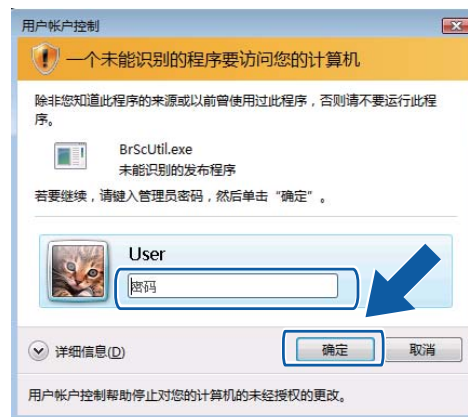 用户帐户控制
一个未能识别的程序要访问您的计算机
除非您知道此程序的来源或以前曾使用过此程序，否则请不要运行此程
序。
BrScUtil.exe
未能识别的发布程序
若要继续，请键入管理员密码，然后单击“确定”。
User
密码
详细信息(D)
确定
取消
用户帐户控制帮助停止对您的计算机的未经授权的更改。